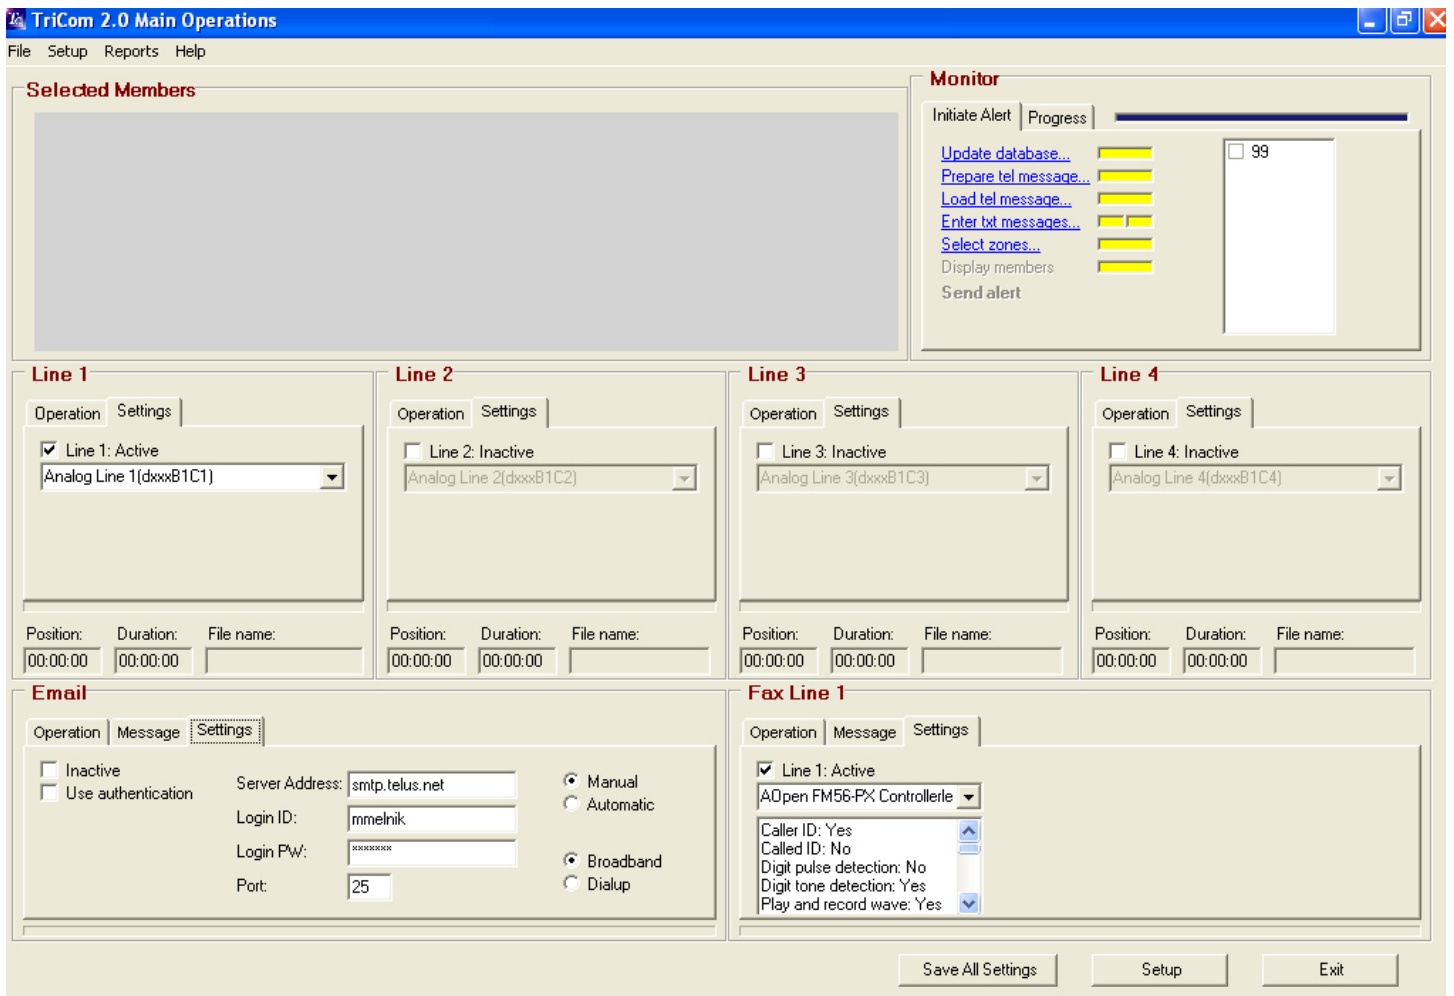 TriCom 2.0 Main Operations
File Setup Reports Help
Selected Members
Monitor
Initiate Alert Progress
Update database...
Prepare tel message...
Load tel message...
Enter txt messages...
Select zones...
Display members
Send alert
99
Line 1
Operation Settings
Line 1: Active
Analog Line 1(dxxxB1C1)
Position: Duration: File name:
00:00:00 00:00:00
Line 2
Operation Settings
Line 2: Inactive
Analog Line 2(dxxxB1C2)
Position: Duration: File name:
00:00:00 00:00:00
Line 3
Operation Settings
Line 3: Inactive
Analog Line 3(dxxxB1C3)
Position: Duration: File name:
00:00:00 00:00:00
Line 4
Operation Settings
Line 4: Inactive
Analog Line 4(dxxxB1C4)
Position: Duration: File name:
00:00:00 00:00:00
Email
Operation Message Settings
Inactive
Use authentication
Server Address: smtp.telus.net
Login ID: mmelnik
Login PW: xxxxxxx
Port: 25
Manual
Automatic
Broadband
Dialup
Fax Line 1
Operation Message Settings
Line 1: Active
AOpen FM56-PX Controllerle
Caller ID: Yes
Called ID: No
Digit pulse detection: No
Digit tone detection: Yes
Play and record wave: Yes
Save All Settings Setup Exit